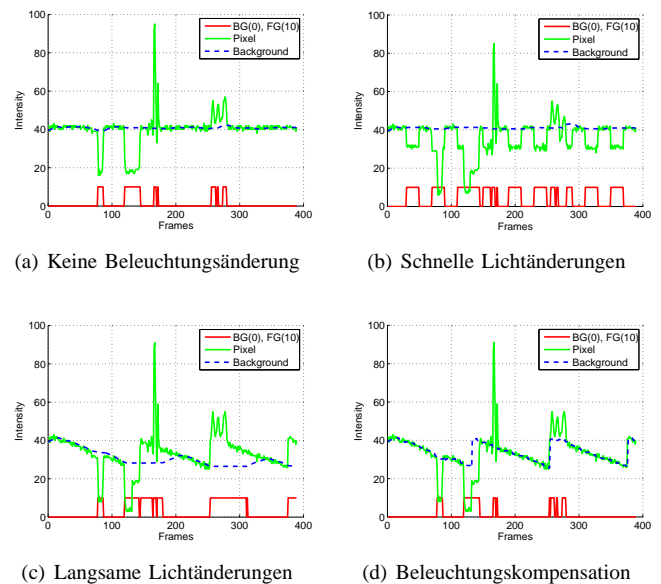 100
80
60
40
20
0
Intensity
0 100 200 300 400
Frames
BG(0), FG(10)
Pixel
Background
(a) Keine Beleuchtungsänderung
100
80
60
40
20
0
Intensity
0 100 200 300 400
Frames
BG(0), FG(10)
Pixel
Background
(b) Schnelle Lichtänderungen
100
80
60
40
20
0
Intensity
0 100 200 300 400
Frames
BG(0), FG(10)
Pixel
Background
(c) Langsame Lichtänderungen
100
80
60
40
20
0
Intensity
0 100 200 300 400
Frames
BG(0), FG(10)
Pixel
Background
(d) Beleuchtungskompensation